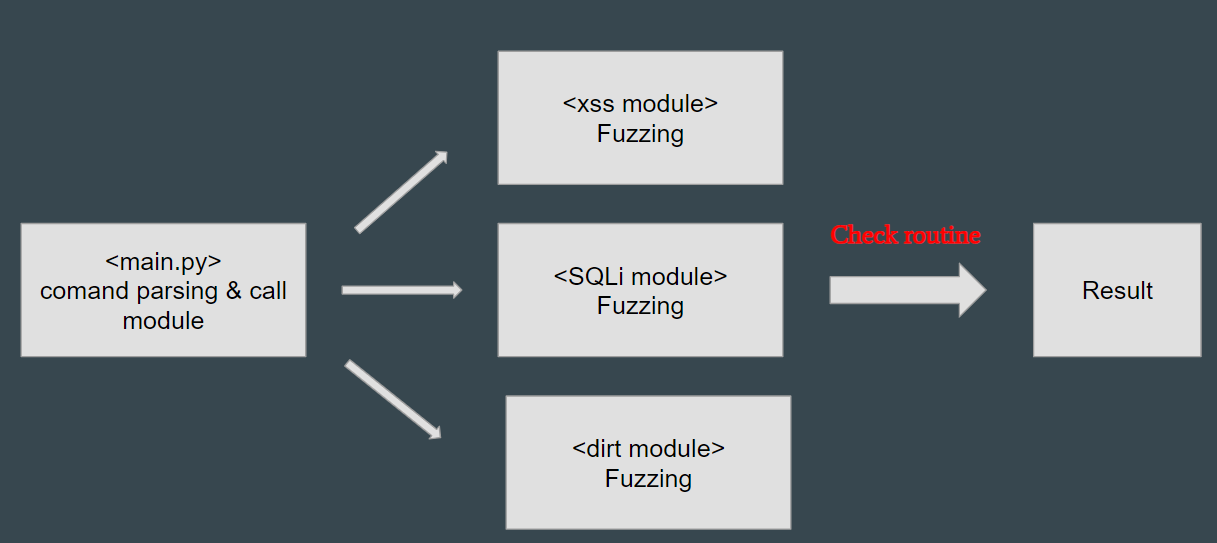 <xss module>
Fuzzing
<main.py>
comand parsing & call
module
<SQLi module>
Fuzzing
Check routine
Result
<dirt module>
Fuzzing